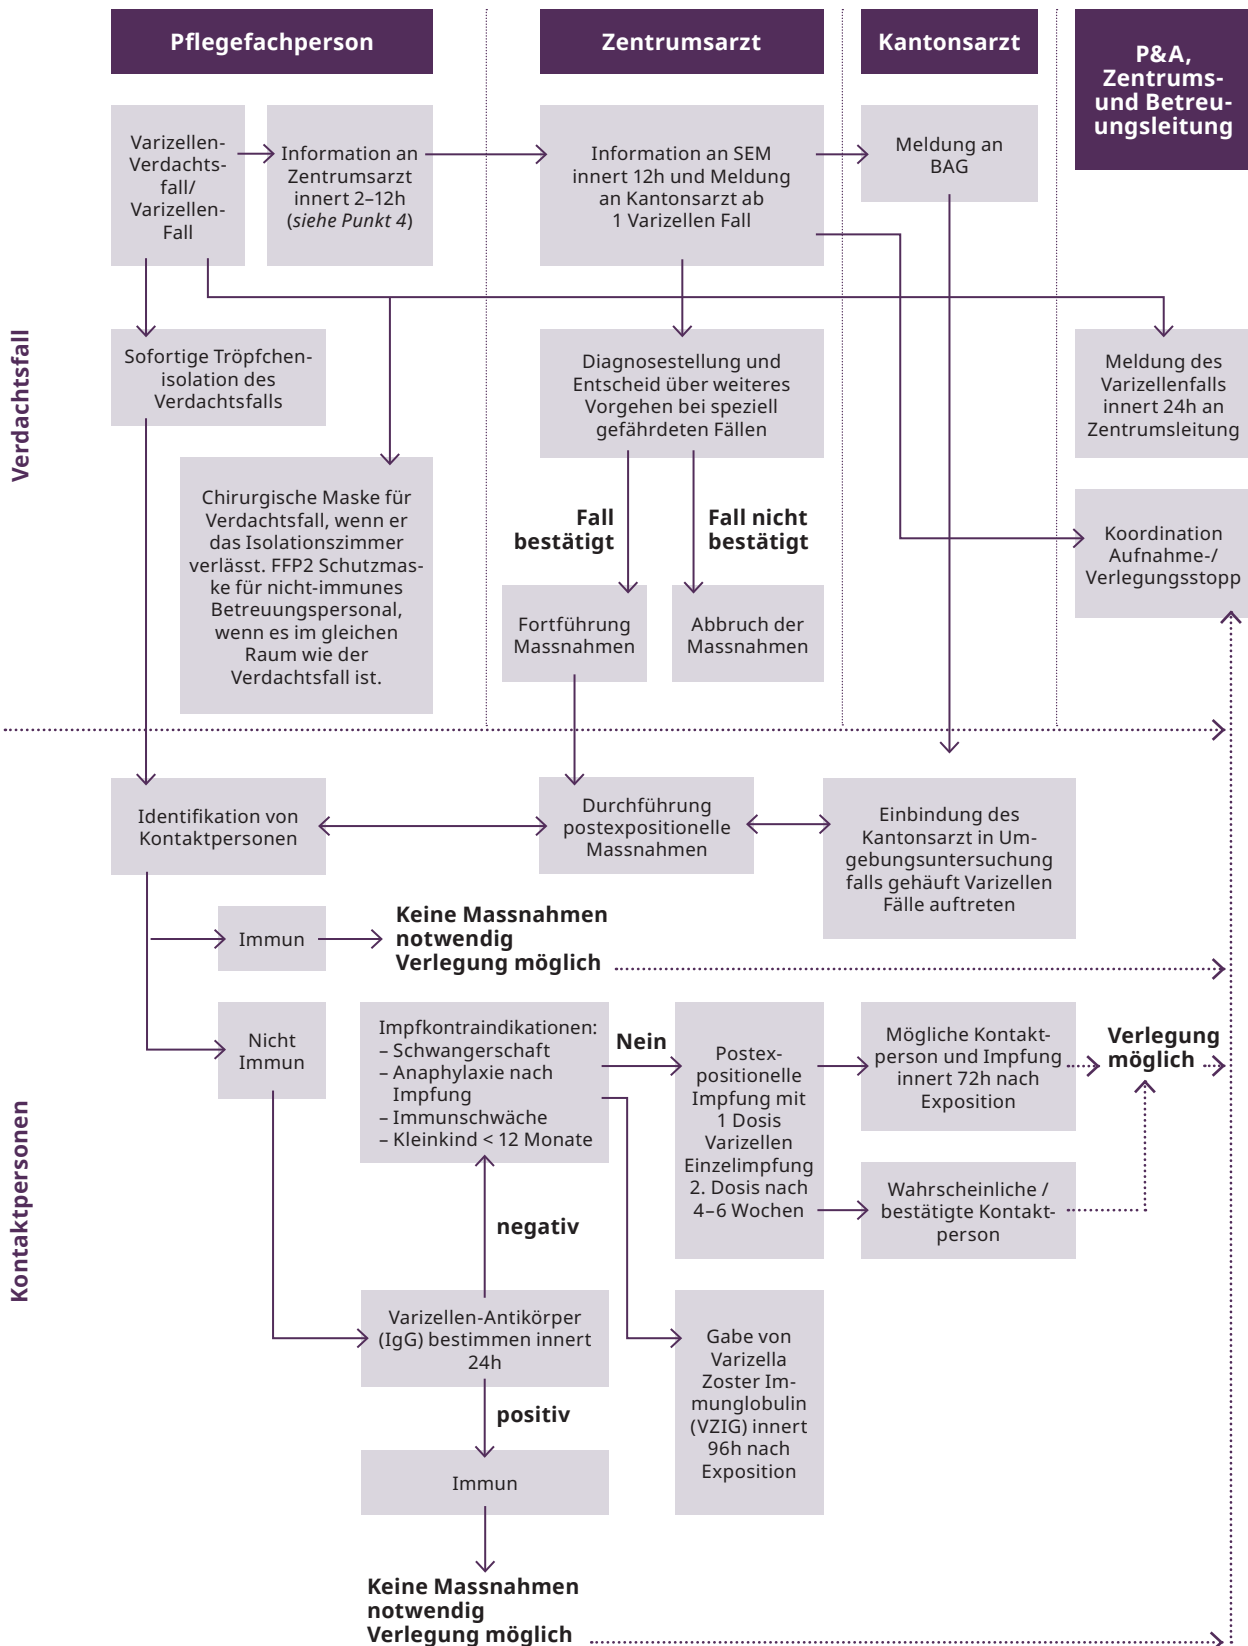 Pflegefachperson
Zentrumsarzt
Kantonsarzt
P&A,
Zentrums-
und Betreu-
ungsleitung
Verdachtsfall
Varizellen-
Verdachts-
fall/
Varizellen-
Fall
Information an
Zentrumsarzt
innert 2–12h
(siehe Punkt 4)
Information an SEM
innert 12h und Meldung
an Kantonsarzt ab
1 Varizellen Fall
Meldung an
BAG
Sofortige Tröpfchen-
isolation des
Verdachtsfalls
Diagnosestellung und
Entscheid über weiteres
Vorgehen bei speziell
gefährdeten Fällen
Meldung des
Varizellenfalls
innert 24h an
Zentrumsleitung
Chirurgische Maske für
Verdachtsfall, wenn er
das Isolationszimmer
verlässt. FFP2 Schutzmas-
ke für nicht-immunes
Betreuungspersonal,
wenn es im gleichen
Raum wie der
Verdachtsfall ist.
Fall
bestätigt
Fall nicht
bestätigt
Koordination
Aufnahme-/
Verlegungsstopp
Fortführung
Massnahmen
Abbruch der
Massnahmen
Kontaktpersonen
Identifikation von
Kontaktpersonen
Durchführung
postexpositionelle
Massnahmen
Einbindung des
Kantonsarzt in Um-
gebungsuntersuchung
falls gehäuft Varizellen
Fälle auftreten
Immun
Keine Massnahmen
notwendig
Verlegung möglich
Nicht
Immun
Impfkontraindikationen:
– Schwangerschaft
– Anaphylaxie nach
Impfung
– Immunschwäche
– Kleinkind < 12 Monate
Nein
Postex-
positionelle
Impfung mit
1 Dosis
Varizellen
Einzelimpfung
2. Dosis nach
4–6 Wochen
Mögliche Kontakt-
person und Impfung
innert 72h nach
Exposition
Verlegung
möglich
Wahrscheinliche /
bestätigte Kontakt-
person
negativ
Varizellen-Antikörper
(IgG) bestimmen innert
24h
Gabe von
Varizella
Zoster Im-
munglobulin
(VZIG) innert
96h nach
Exposition
positiv
Immun
Keine Massnahmen
notwendig
Verlegung möglich